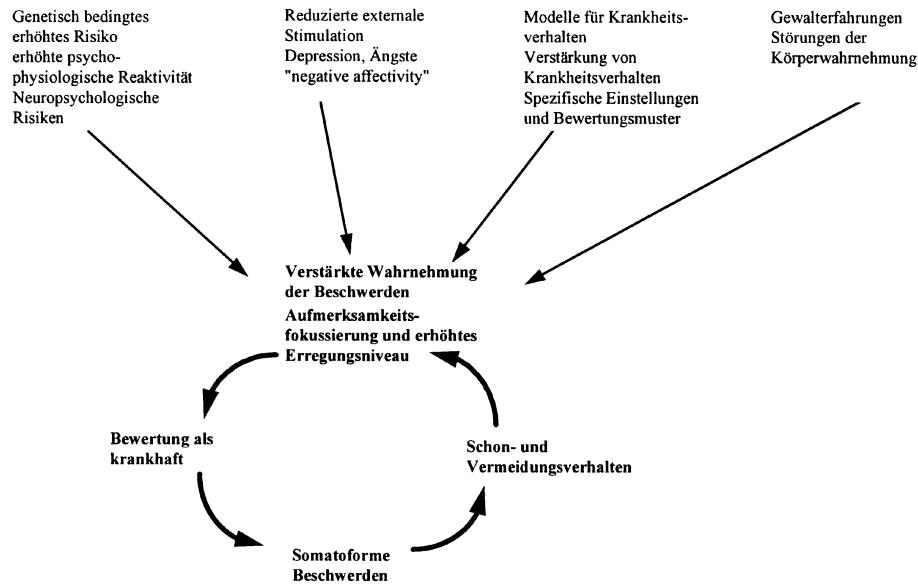 Genetisch bedingtes
erhöhtes Risiko
erhöhte psycho-
physiologische Reaktivität
Neuropsychologische
Risiken
Reduzierte externale
Stimulation
Depression, Ängste
"negative affectivity"
Modelle für Krankheits-
verhalten
Verstärkung von
Krankheitsverhalten
Spezifische Einstellungen
und Bewertungsmuster
Gewalterfahrungen
Störungen der
Körperwahrnehmung
Verstärkte Wahrnehmung
der Beschwerden
Aufmerksamkeits-
fokussierung und erhöhtes
Erregungsniveau
Bewertung als
krankhaft
Schon- und
Vermeidungsverhalten
Somatoforme
Beschwerden